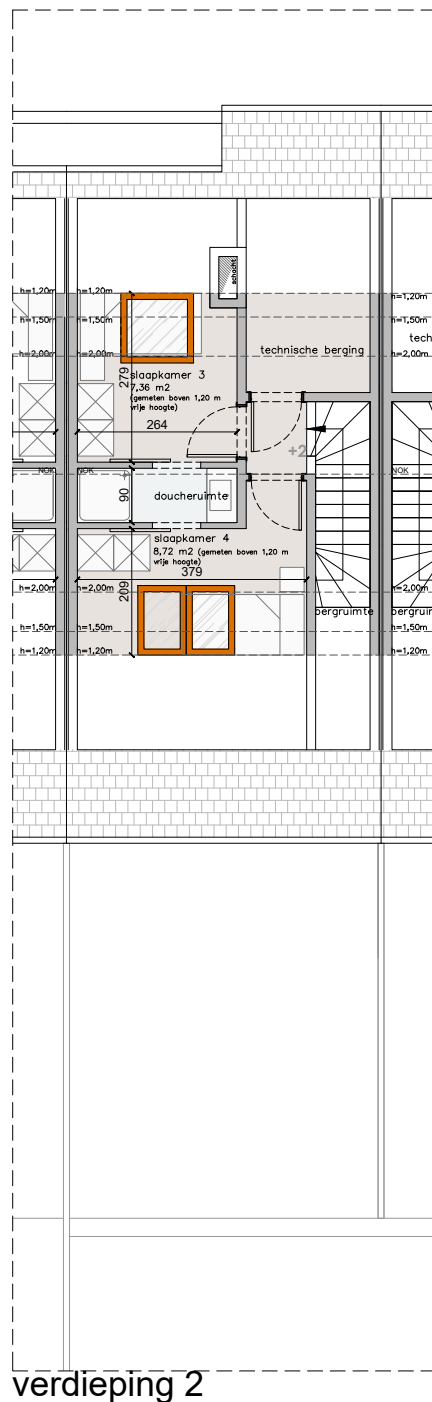 schacht
h=1,20m h=1,20m h=1,20m
h=1,50m h=1,50m h=1,50m
h=2,00m h=2,00m h=2,00m
technische berging
tech
279
slaapkamer 3
7,36 m2
(gemeten boven 1,20 m
vrije hoogte)
264
+2
NOK NOK NOK NOK
90
doucheruimte
slaapkamer 4
8,72 m2 (gemeten boven 1,20 m
vrije hoogte)
379
209
h=2,00m h=2,00m h=2,00m
bergruimte bergruim
h=1,50m h=1,50m h=1,50m
h=1,20m h=1,20m h=1,20m
verdieping 2